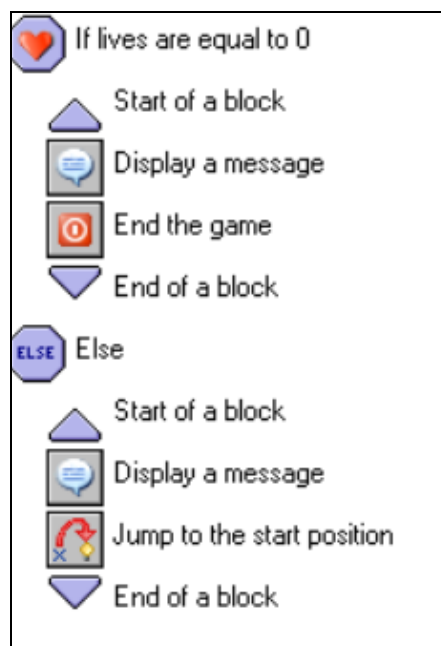 If lives are equal to 0
Start of a block
Display a message
End the game
End of a block
ELSE Else
Start of a block
Display a message
Jump to the start position
End of a block